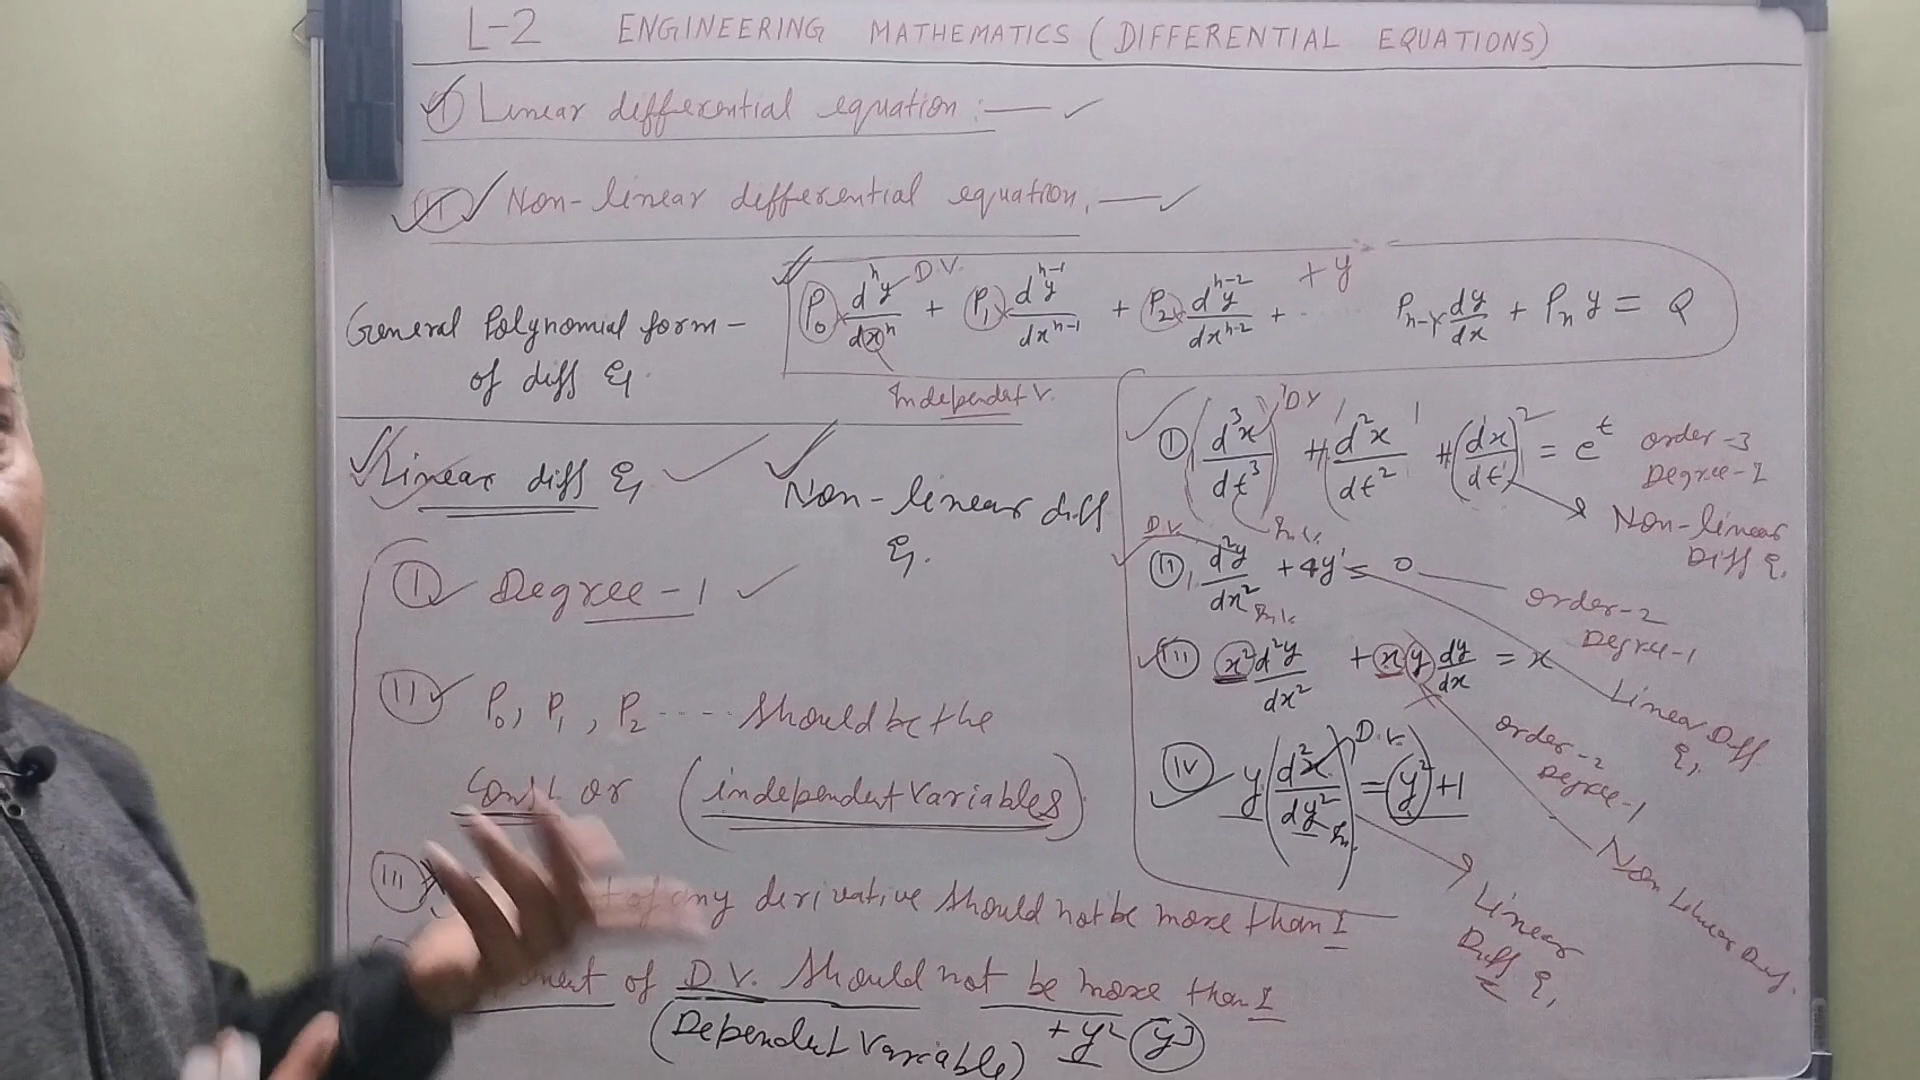 L-2 ENGINEERING MATHEMATICS (DIFFERENTIAL EQUATIONS)
(I) Linear differential equation :—
(II) Non-linear differential equation.—
General Polynomial form - P₀ dⁿy/dxⁿ + P₁ dⁿ⁻¹y/dxⁿ⁻¹ + P₂ dⁿ⁻²y/dxⁿ⁻² + ..... Pₙ₋₁ dy/dx + Pₙ y = Q
of diff Eq.
D.V.
+ y²
Independent V.
Linear diff Eq
Non-linear diff
Eq.
(I) Degree-1
(II) P₀, P₁, P₂ ---- should be the
Const or (independent variables)
(III) of any derivative should not be more than 1
of D.V. should not be more than 1
(Dependent variable) + y² (y³)
(I) (d³x/dt³) + (d²x/dt²) + (dx/dt)² = eᵗ
D.V
order-3
Degree-1
Non-linear
Diff Eq.
D.V.
(II) d²y/dx² + 4y = 0
order-2
Degree-1
Linear Diff
Eq.
(III) x² d²y/dx² + x y dy/dx = x
order-2
Degree-1
Non Linear Diff.
(IV) y (d²x/dy²) = y² + 1
D.V.
Linear
Diff Eq.